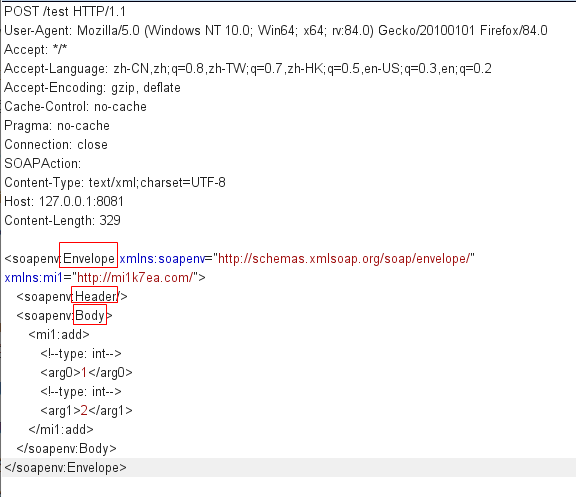 POST /test HTTP/1.1
User-Agent: Mozilla/5.0 (Windows NT 10.0; Win64; x64; rv:84.0) Gecko/20100101 Firefox/84.0
Accept: */*
Accept-Language: zh-CN,zh;q=0.8,zh-TW;q=0.7,zh-HK;q=0.5,en-US;q=0.3,en;q=0.2
Accept-Encoding: gzip, deflate
Cache-Control: no-cache
Pragma: no-cache
Connection: close
SOAPAction:
Content-Type: text/xml;charset=UTF-8
Host: 127.0.0.1:8081
Content-Length: 329

<soapenv:Envelope xmlns:soapenv="http://schemas.xmlsoap.org/soap/envelope/"
xmlns:mi1="http://mi1k7ea.com/">
   <soapenv:Header/>
   <soapenv:Body>
      <mi1:add>
         <!--type: int-->
         <arg0>1</arg0>
         <!--type: int-->
         <arg1>2</arg1>
      </mi1:add>
   </soapenv:Body>
</soapenv:Envelope>